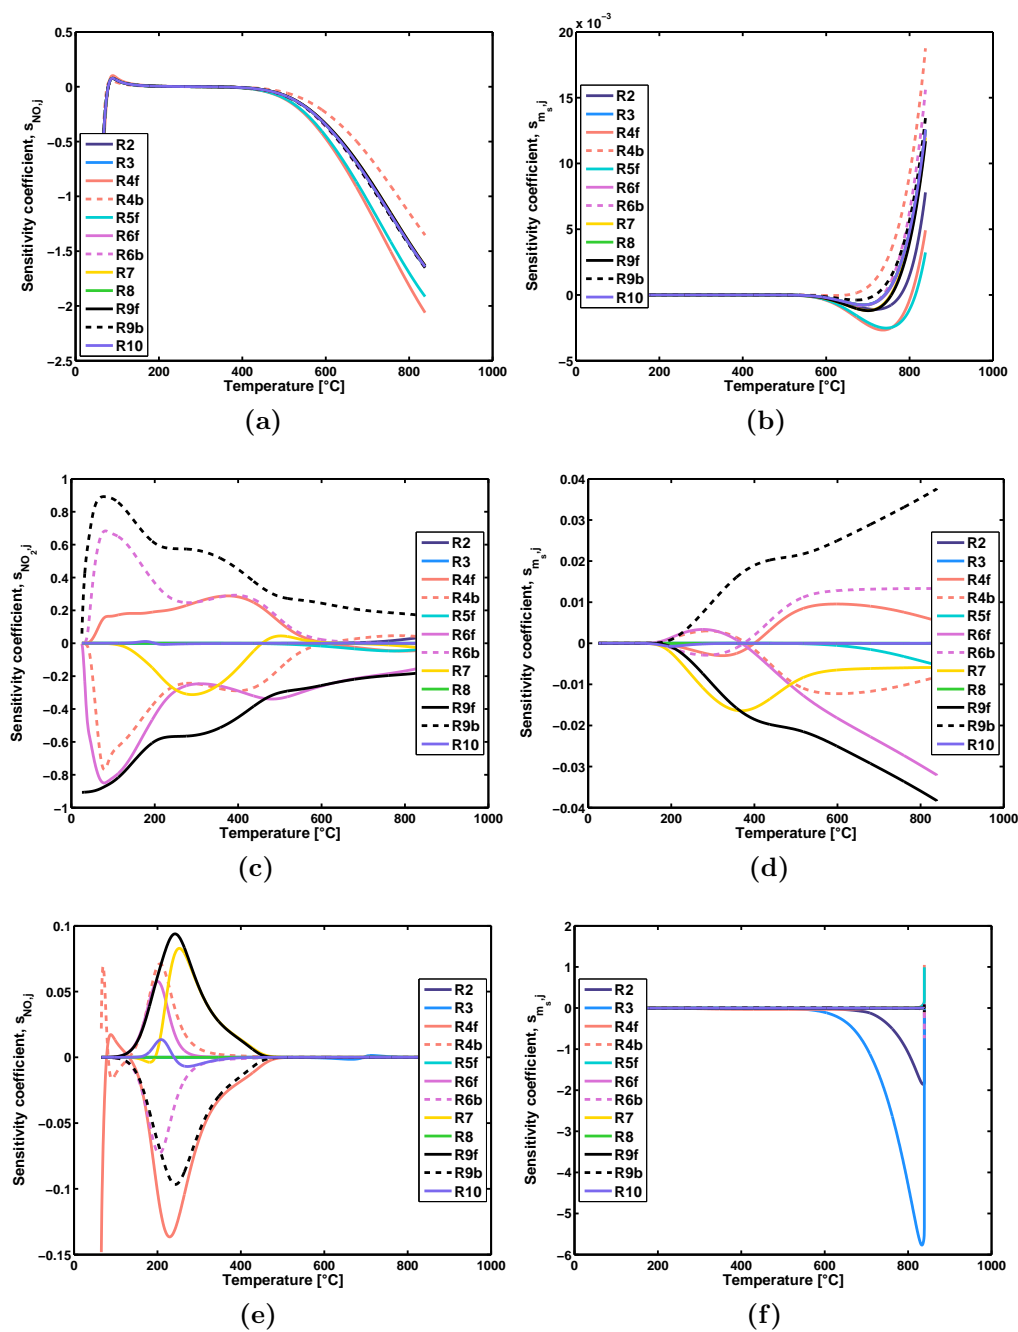 Sensitivity coefficient, s_NO,j
0.5
0
−0.5
−1
−1.5
−2
−2.5
R2
R3
R4f
R4b
R5f
R6f
R6b
R7
R8
R9f
R9b
R10
200 400 600 800 1000
Temperature [°C]
(a)
Sensitivity coefficient, s_m_s,j
x 10^−3
20
15
10
5
0
−5
R2
R3
R4f
R4b
R5f
R6f
R6b
R7
R8
R9f
R9b
R10
0 200 400 600 800 1000
Temperature [°C]
(b)
Sensitivity coefficient, s_NO_2,j
1
0.8
0.6
0.4
0.2
0
−0.2
−0.4
−0.6
−0.8
−1
R2
R3
R4f
R4b
R5f
R6f
R6b
R7
R8
R9f
R9b
R10
0 200 400 600 800 1000
Temperature [°C]
(c)
Sensitivity coefficient, s_m_s,j
0.04
0.03
0.02
0.01
0
−0.01
−0.02
−0.03
−0.04
R2
R3
R4f
R4b
R5f
R6f
R6b
R7
R8
R9f
R9b
R10
0 200 400 600 800 1000
Temperature [°C]
(d)
Sensitivity coefficient, s_NO,j
0.1
0.05
0
−0.05
−0.1
−0.15
R2
R3
R4f
R4b
R5f
R6f
R6b
R7
R8
R9f
R9b
R10
0 200 400 600 800 1000
Temperature [°C]
(e)
Sensitivity coefficient, s_m_s,j
2
1
0
−1
−2
−3
−4
−5
−6
R2
R3
R4f
R4b
R5f
R6f
R6b
R7
R8
R9f
R9b
R10
0 200 400 600 800 1000
Temperature [°C]
(f)